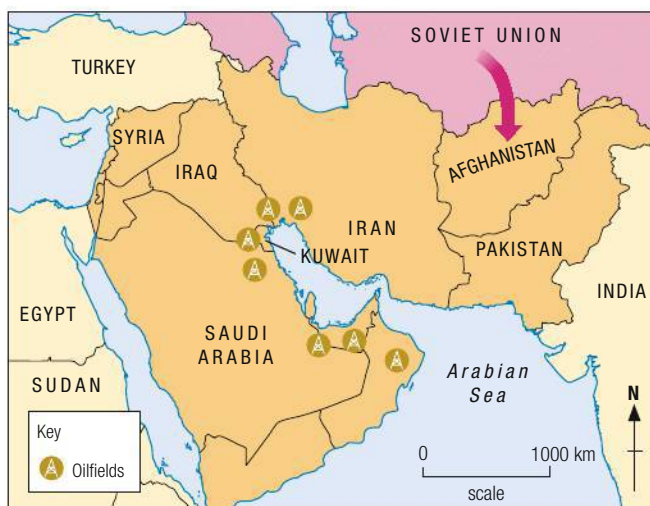 SOVIET UNION
TURKEY
SYRIA
AFGHANISTAN
IRAQ
IRAN
KUWAIT
PAKISTAN
INDIA
EGYPT
SAUDI
ARABIA
Arabian
Sea
SUDAN
N
Key
Oilfields
0 1000 km
scale